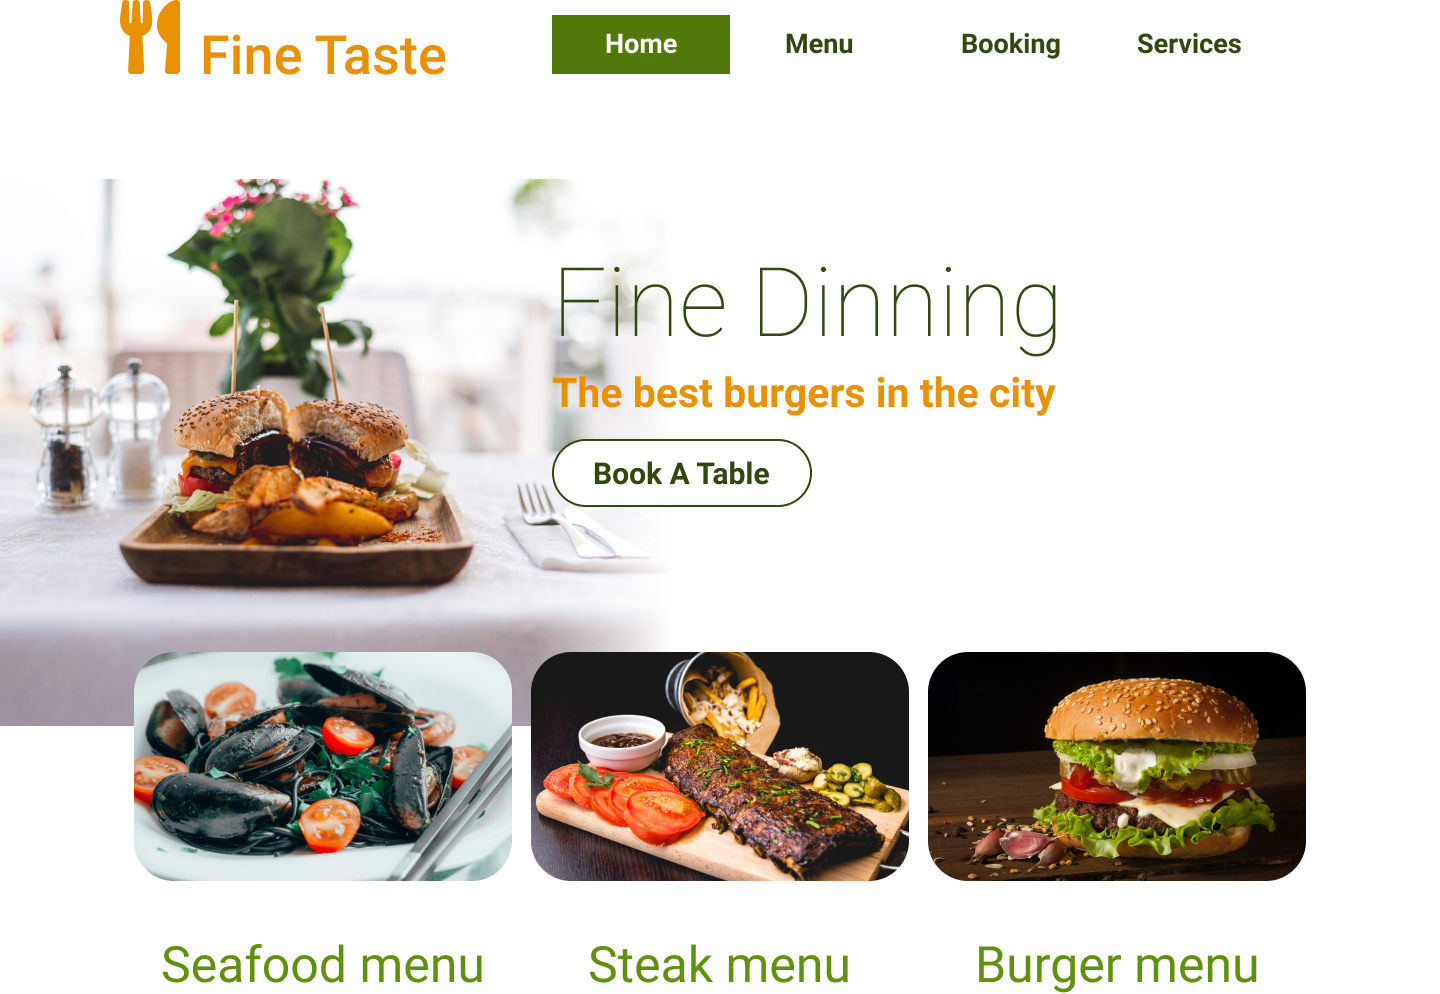 Fine Taste
Home Menu Booking Services
Fine Dinning
The best burgers in the city
Book A Table
Seafood menu Steak menu Burger menu